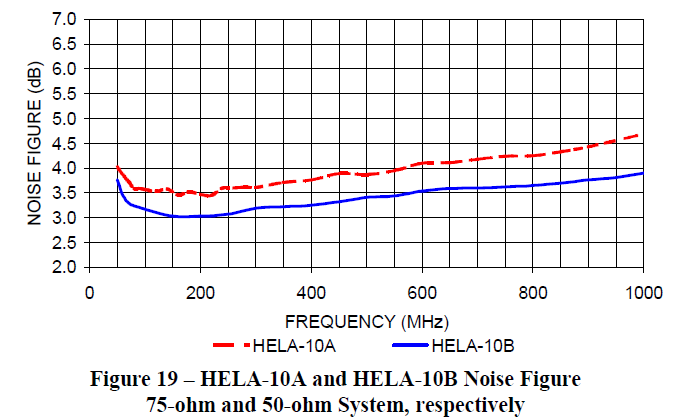 7.0
6.5
6.0
5.5
5.0
4.5
4.0
3.5
3.0
2.5
2.0
NOISE FIGURE (dB)
0 200 400 600 800 1000
FREQUENCY (MHz)
HELA-10A HELA-10B
Figure 19 – HELA-10A and HELA-10B Noise Figure
75-ohm and 50-ohm System, respectively